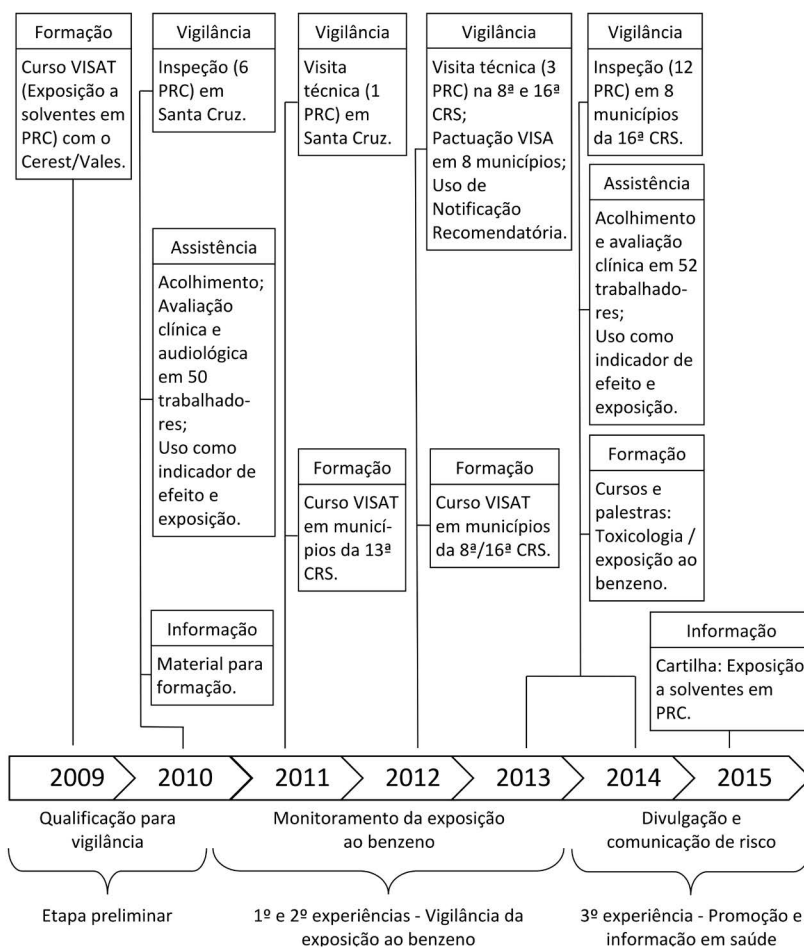 Formação
Curso VISAT
(Exposição a
solventes em
PRC) com o
Cerest/Vales.
Vigilância
Inspeção (6
PRC) em
Santa Cruz.
Assistência
Acolhimento;
Avaliação
clínica e
audiológica
em 50
trabalhado-
res;
Uso como
indicador de
efeito e
exposição.
Informação
Material para
formação.
Vigilância
Visita
técnica (1
PRC) em
Santa Cruz.
Formação
Curso VISAT
em municí-
pios da 13ª
CRS.
Vigilância
Visita técnica (3
PRC) na 8ª e 16ª
CRS;
Pactuação VISA
em 8 municípios;
Uso de
Notificação
Recomendatória.
Formação
Curso VISAT
em municípios
da 8ª/16ª CRS.
Vigilância
Inspeção (12
PRC) em 8
municípios
da 16ª CRS.
Assistência
Acolhimento
e avaliação
clínica em 52
trabalhado-
res;
Uso como
indicador de
efeito e
exposição.
Formação
Cursos e
palestras:
Toxicologia /
exposição ao
benzeno.
Informação
Cartilha: Exposição
a solventes em
PRC.
2009
2010
2011
2012
2013
2014
2015
Qualificação para
vigilância
Monitoramento da exposição
ao benzeno
Divulgação e
comunicação de risco
Etapa preliminar
1º e 2º experiências - Vigilância da
exposição ao benzeno
3º experiência - Promoção e
informação em saúde